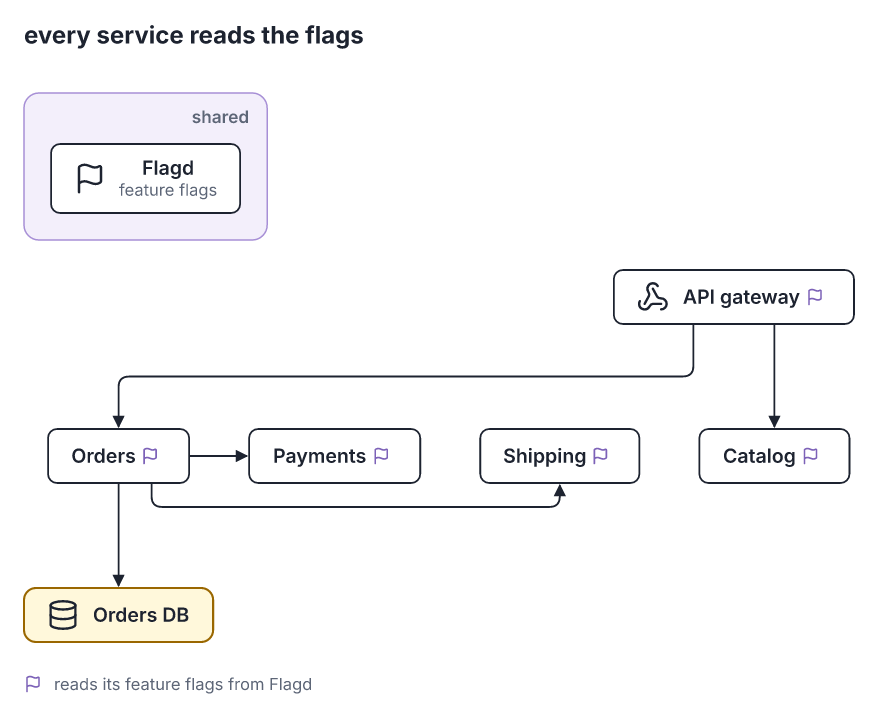 every service reads the flags
shared
Flagd
feature flags
API gateway
Orders
Payments
Shipping
Catalog
Orders DB
reads its feature flags from Flagd